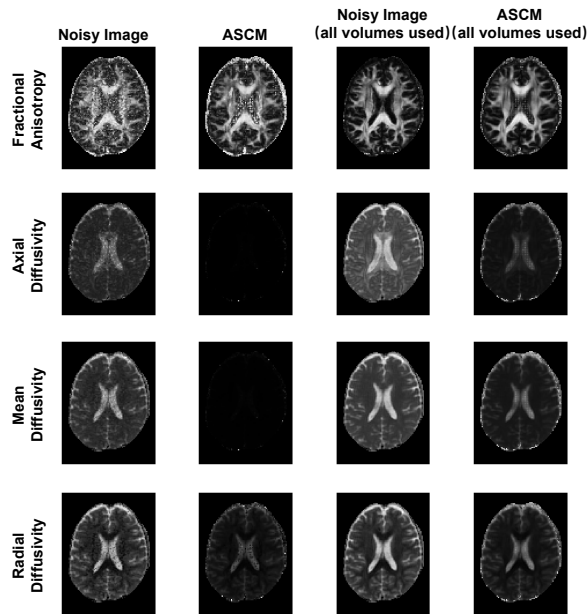 Noisy Image
ASCM
Noisy Image
(all volumes used)
ASCM
(all volumes used)
Fractional
Anisotropy
Axial
Diffusivity
Mean
Diffusivity
Radial
Diffusivity